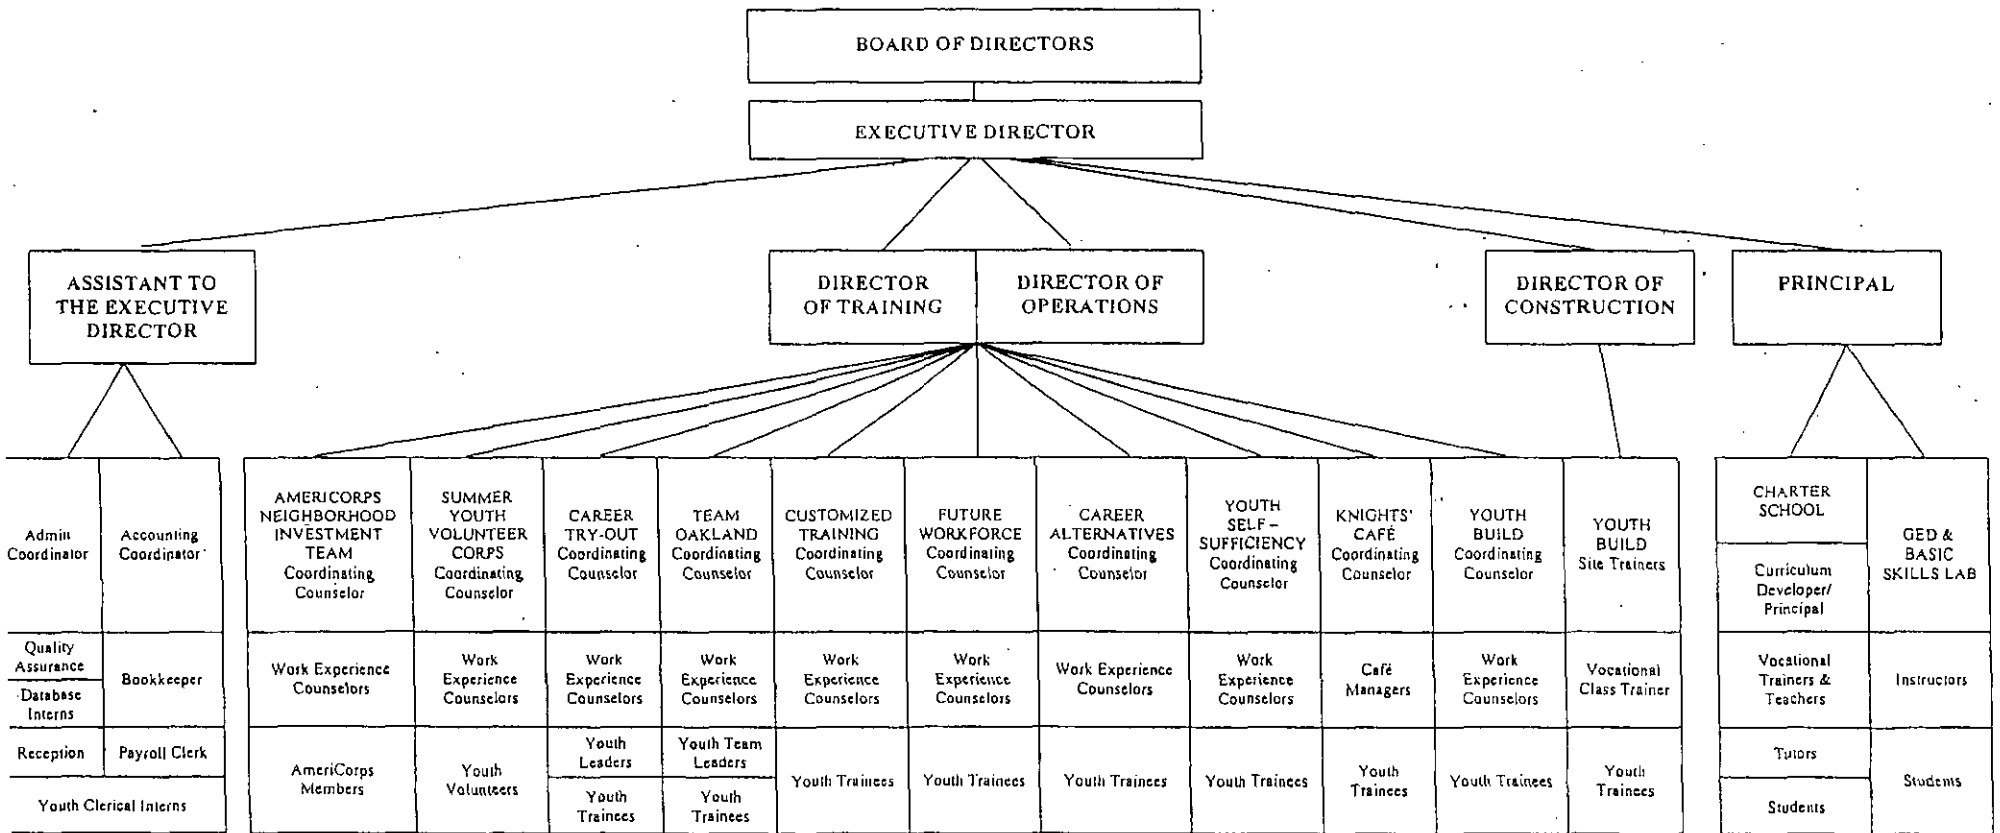 BOARD OF DIRECTORS
EXECUTIVE DIRECTOR
ASSISTANT TO
THE EXECUTIVE
DIRECTOR
DIRECTOR
OF TRAINING
DIRECTOR OF
OPERATIONS
DIRECTOR OF
CONSTRUCTION
PRINCIPAL
Admin
Coordinator
Accounting
Coordinator
AMERICORPS
NEIGHBORHOOD
INVESTMENT
TEAM
Coordinating
Counselor
SUMMER
YOUTH
VOLUNTEER
CORPS
Coordinating
Counselor
CAREER
TRY-OUT
Coordinating
Counselor
TEAM
OAKLAND
Coordinating
Counselor
CUSTOMIZED
TRAINING
Coordinating
Counselor
FUTURE
WORKFORCE
Coordinating
Counselor
CAREER
ALTERNATIVES
Coordinating
Counselor
YOUTH
SELF –
SUFFICIENCY
Coordinating
Counselor
KNIGHTS'
CAFÉ
Coordinating
Counselor
YOUTH
BUILD
Coordinating
Counselor
YOUTH
BUILD
Site Trainers
CHARTER
SCHOOL
Curriculum
Developer/
Principal
GED &
BASIC
SKILLS LAB
Quality
Assurance
Database
Interns
Bookkeeper
Work Experience
Counselors
Work
Experience
Counselors
Work
Experience
Counselors
Work
Experience
Counselors
Work
Experience
Counselors
Work
Experience
Counselors
Work Experience
Counselors
Work
Experience
Counselors
Café
Managers
Work
Experience
Counselors
Vocational
Class Trainer
Vocational
Trainers &
Teachers
Instructors
Reception
Payroll Clerk
Youth Clerical Interns
AmeriCorps
Members
Youth
Volunteers
Youth
Leaders
Youth
Trainees
Youth Team
Leaders
Youth
Trainees
Youth Trainees
Youth Trainees
Youth Trainees
Youth Trainees
Youth
Trainees
Youth Trainees
Youth
Trainees
Tutors
Students
Students